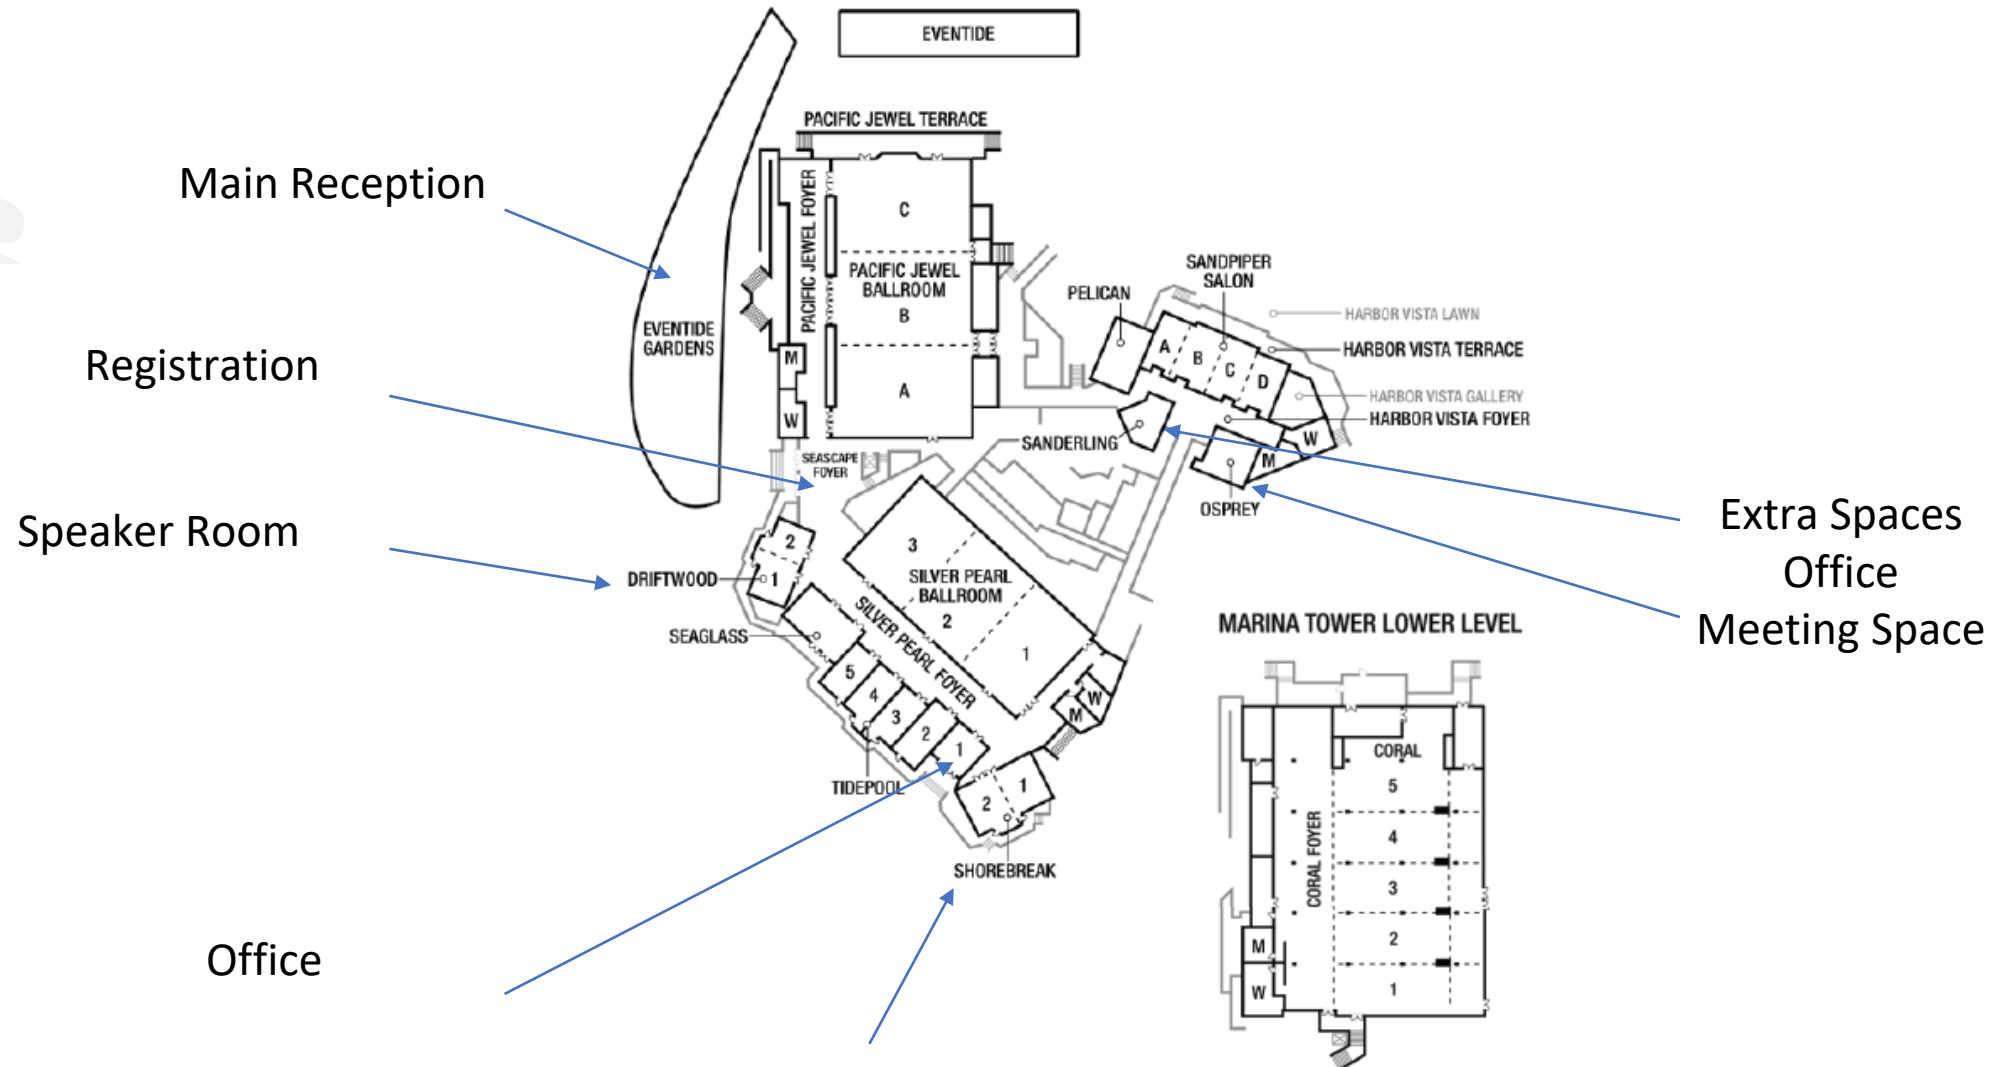 EVENTIDE
PACIFIC JEWEL TERRACE
Main Reception
PACIFIC JEWEL FOYER
C
PACIFIC JEWEL
BALLROOM
B
A
EVENTIDE
GARDENS
M
W
SANDPIPER
SALON
PELICAN
HARBOR VISTA LAWN
HARBOR VISTA TERRACE
A
B
C
D
HARBOR VISTA GALLERY
HARBOR VISTA FOYER
Registration
SANDERLING
W
M
OSPREY
SEASCAPE
FOYER
Speaker Room
Extra Spaces
Office
Meeting Space
2
1
DRIFTWOOD
3
SILVER PEARL
BALLROOM
2
1
SILVER PEARL FOYER
SEAGLASS
5
4
3
2
1
TIDEPOOL
W
M
1
2
SHOREBREAK
MARINA TOWER LOWER LEVEL
CORAL
5
4
3
2
1
CORAL FOYER
M
W
Office